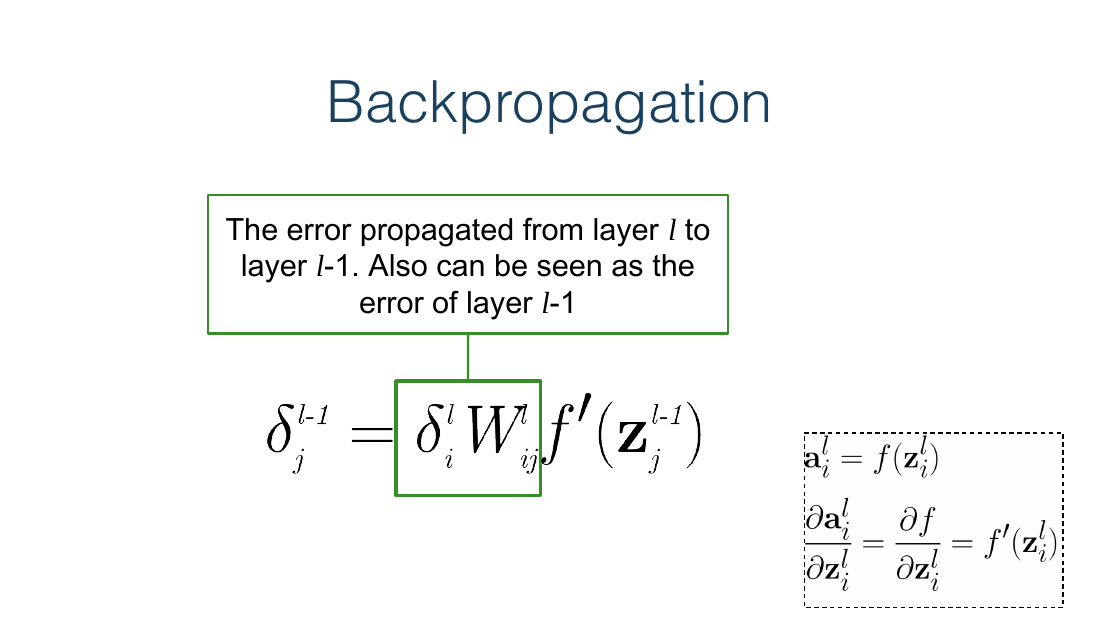 Backpropagation
The error propagated from layer l to
layer l-1. Also can be seen as the
error of layer l-1
δ_j^{l-1} = δ_i^l W_{ij}^l f′(𝐳_j^{l-1})
𝐚_i^l = f(𝐳_i^l)
∂𝐚_i^l/∂𝐳_i^l = ∂f/∂𝐳_i^l = f′(𝐳_i^l)